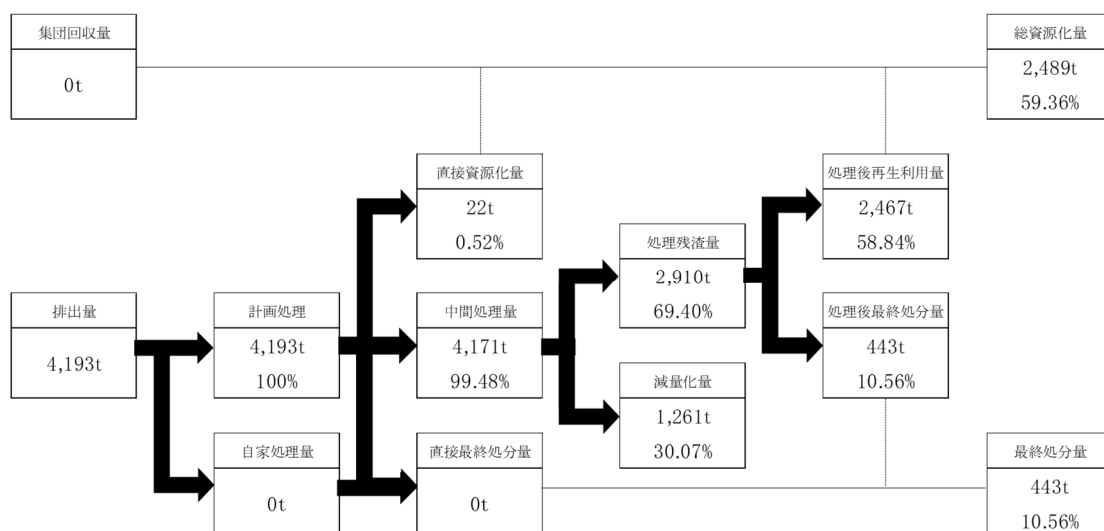 集団回収量
0t
総資源化量
2,489t
59.36%
直接資源化量
22t
0.52%
処理後再生利用量
2,467t
58.84%
処理残渣量
2,910t
69.40%
排出量
4,193t
計画処理
4,193t
100%
中間処理量
4,171t
99.48%
処理後最終処分量
443t
10.56%
減量化量
1,261t
30.07%
自家処理量
0t
直接最終処分量
0t
最終処分量
443t
10.56%